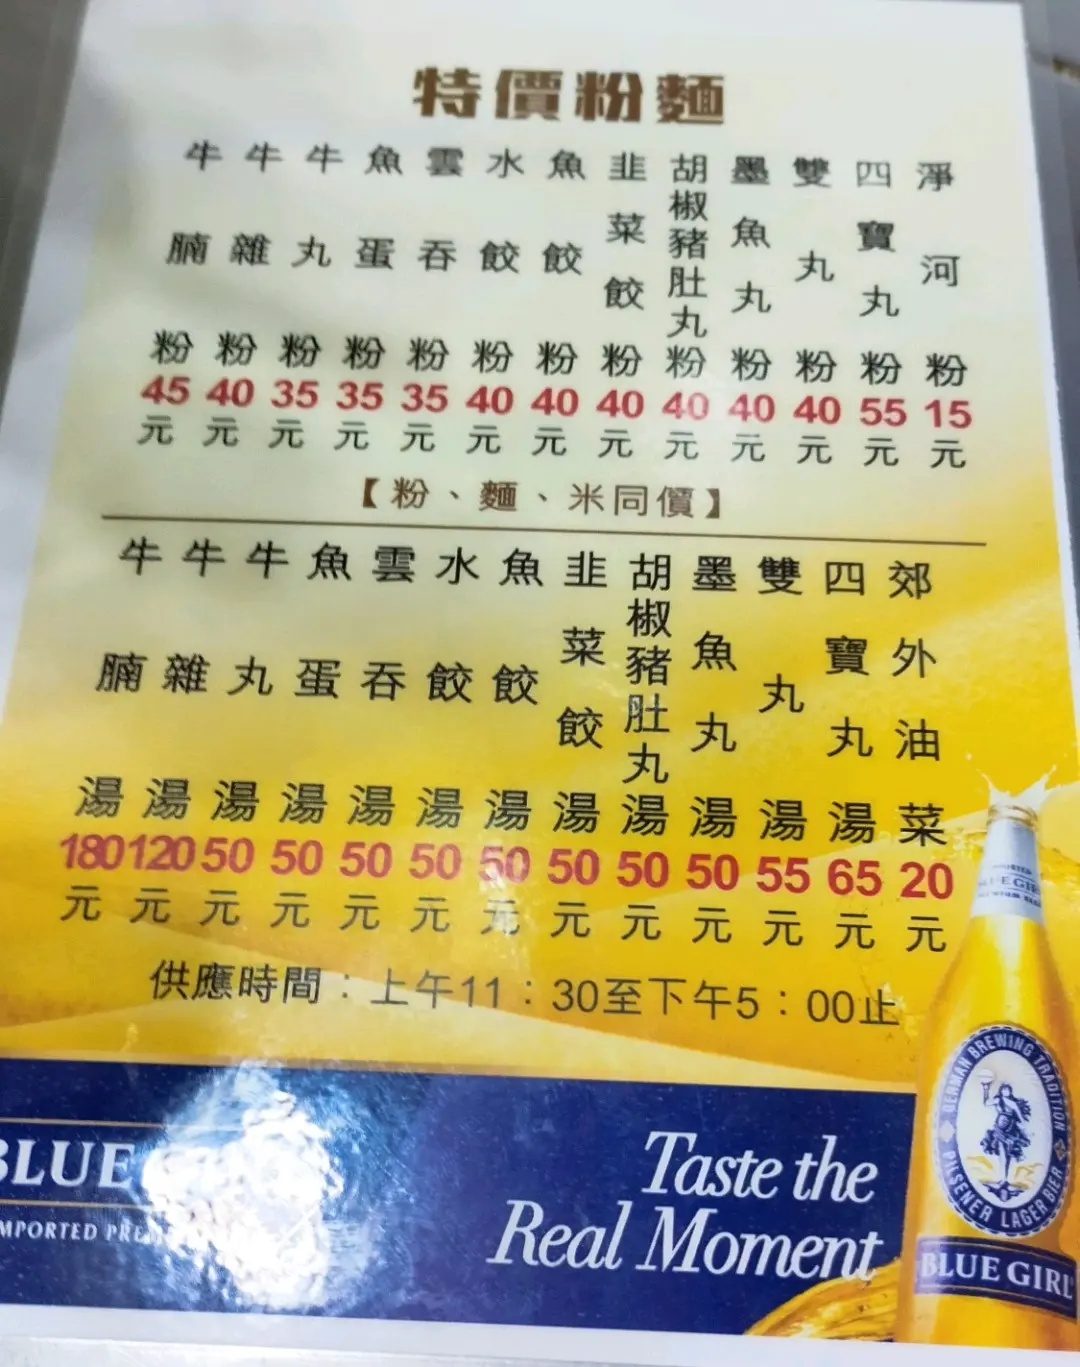 特價粉麵
牛腩粉 45元
牛雜粉 40元
牛丸粉 35元
魚蛋粉 35元
雲吞粉 35元
水餃粉 40元
魚餃粉 40元
韭菜餃粉 40元
胡椒豬肚丸粉 40元
墨魚丸粉 40元
雙丸粉 40元
四寶丸粉 55元
淨河粉 15元
【粉、麵、米同價】
牛腩湯 180元
牛雜湯 120元
牛丸湯 50元
魚蛋湯 50元
雲吞湯 50元
水餃湯 50元
魚餃湯 50元
韭菜餃湯 50元
胡椒豬肚丸湯 50元
墨魚丸湯 50元
雙丸湯 55元
四寶丸湯 65元
郊外油菜 20元
供應時間：上午11：30至下午5：00止
BLUE
IMPORTED
Taste the
Real Moment
GERMAN BREWING TRADITION
PILSENER LAGER BIER
BLUE GIRL